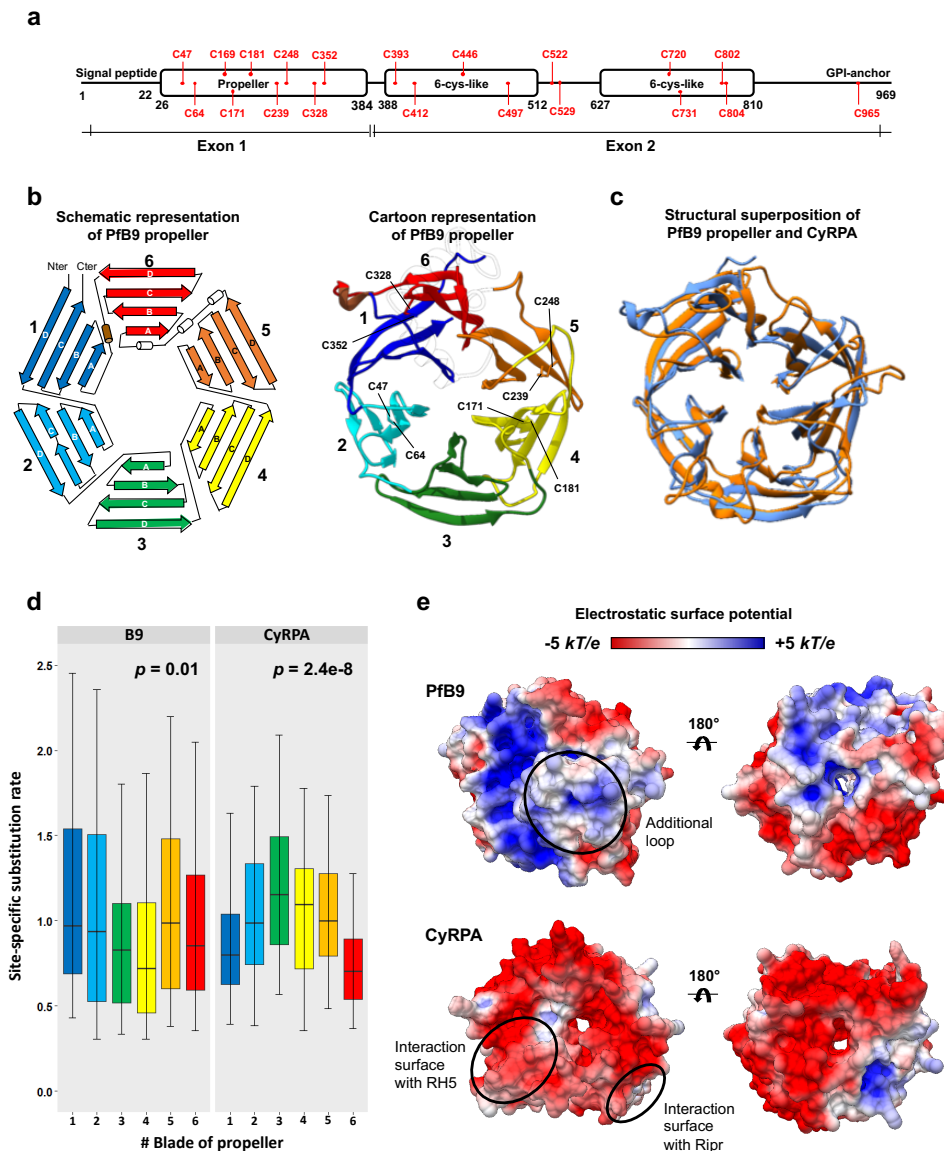 a
C47 C169 C181 C248 C352 C393 C446 C522 C720 C802
Signal peptide Propeller 6-cys-like 6-cys-like GPI-anchor
1 22 26 384 388 512 627 810 969
C64 C171 C239 C328 C412 C497 C529 C731 C804 C965
Exon 1 Exon 2
b
Schematic representation
of PfB9 propeller
Nter Cter
6
D
C
B
A
1
D
C
B
A
5
A
B
C
D
2
D
C
B
A
4
A
B
C
D
A
B
C
D
3
Cartoon representation
of PfB9 propeller
6
C328
C248
1
5
C352
C47
C239
C171
2
C64
4
C181
3
c
Structural superposition of
PfB9 propeller and CyRPA
d
B9 CyRPA
p = 0.01 p = 2.4e-8
Site-specific substitution rate
2.5
2.0
1.5
1.0
0.5
0.0
1 2 3 4 5 6 1 2 3 4 5 6
# Blade of propeller
e
Electrostatic surface potential
-5 kT/e +5 kT/e
PfB9
180°
Additional
loop
CyRPA
180°
Interaction
surface
with RH5
Interaction
surface
with Ripr